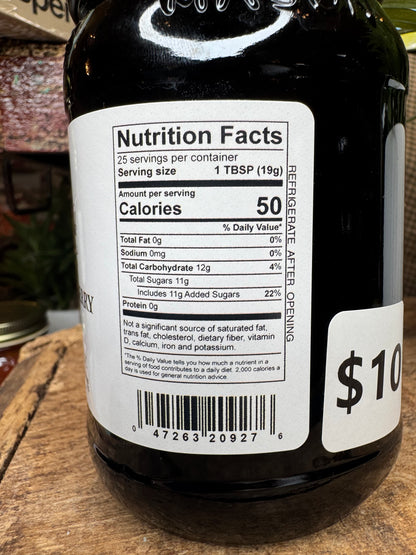 Nutrition Facts
25 servings per container
Serving size 1 TBSP (19g)
Amount per serving
Calories 50
% Daily Value*
Total Fat 0g 0%
Sodium 0mg 0%
Total Carbohydrate 12g 4%
Total Sugars 11g
Includes 11g Added Sugars 22%
Protein 0g
Not a significant source of saturated fat,
trans fat, cholesterol, dietary fiber, vitamin
D, calcium, iron and potassium.
*The % Daily Value tells you how much a nutrient in a
serving of food contributes to a daily diet. 2,000 calories a
day is used for general nutrition advice.
REFRIGERATE AFTER OPENING
0 47263 20927 6
$10